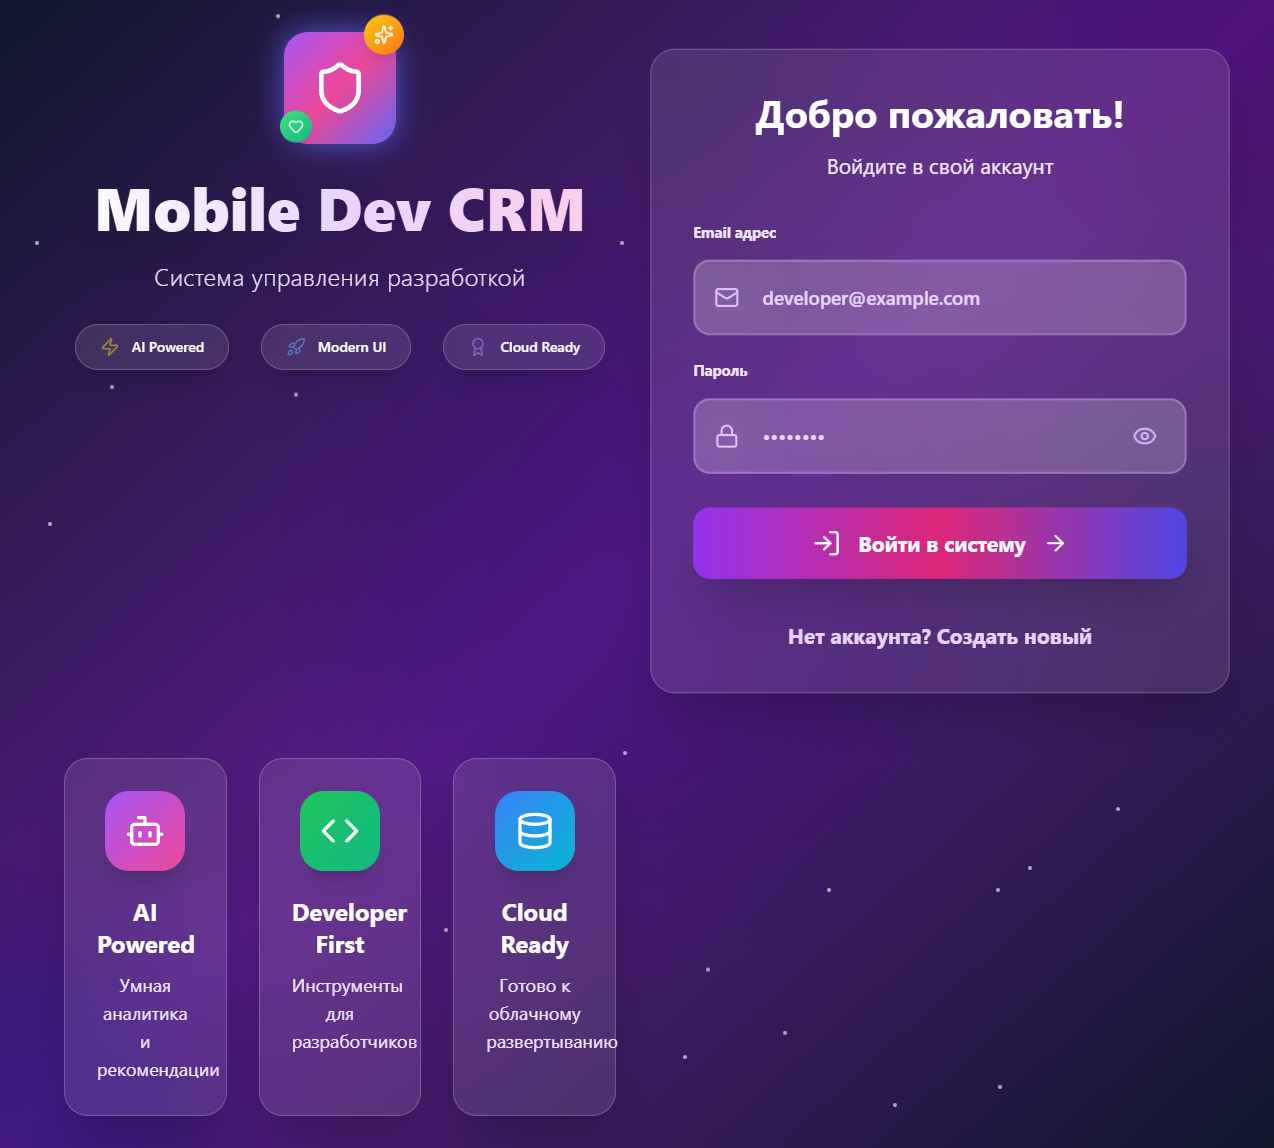 Mobile Dev CRM
Система управления разработкой
AI Powered
Modern UI
Cloud Ready
Добро пожаловать!
Войдите в свой аккаунт
Email адрес
developer@example.com
Пароль
••••••••
Войти в систему
Нет аккаунта? Создать новый
AI
Powered
Умная
аналитика
и
рекомендации
Developer
First
Инструменты
для
разработчиков
Cloud
Ready
Готово к
облачному
развертыванию